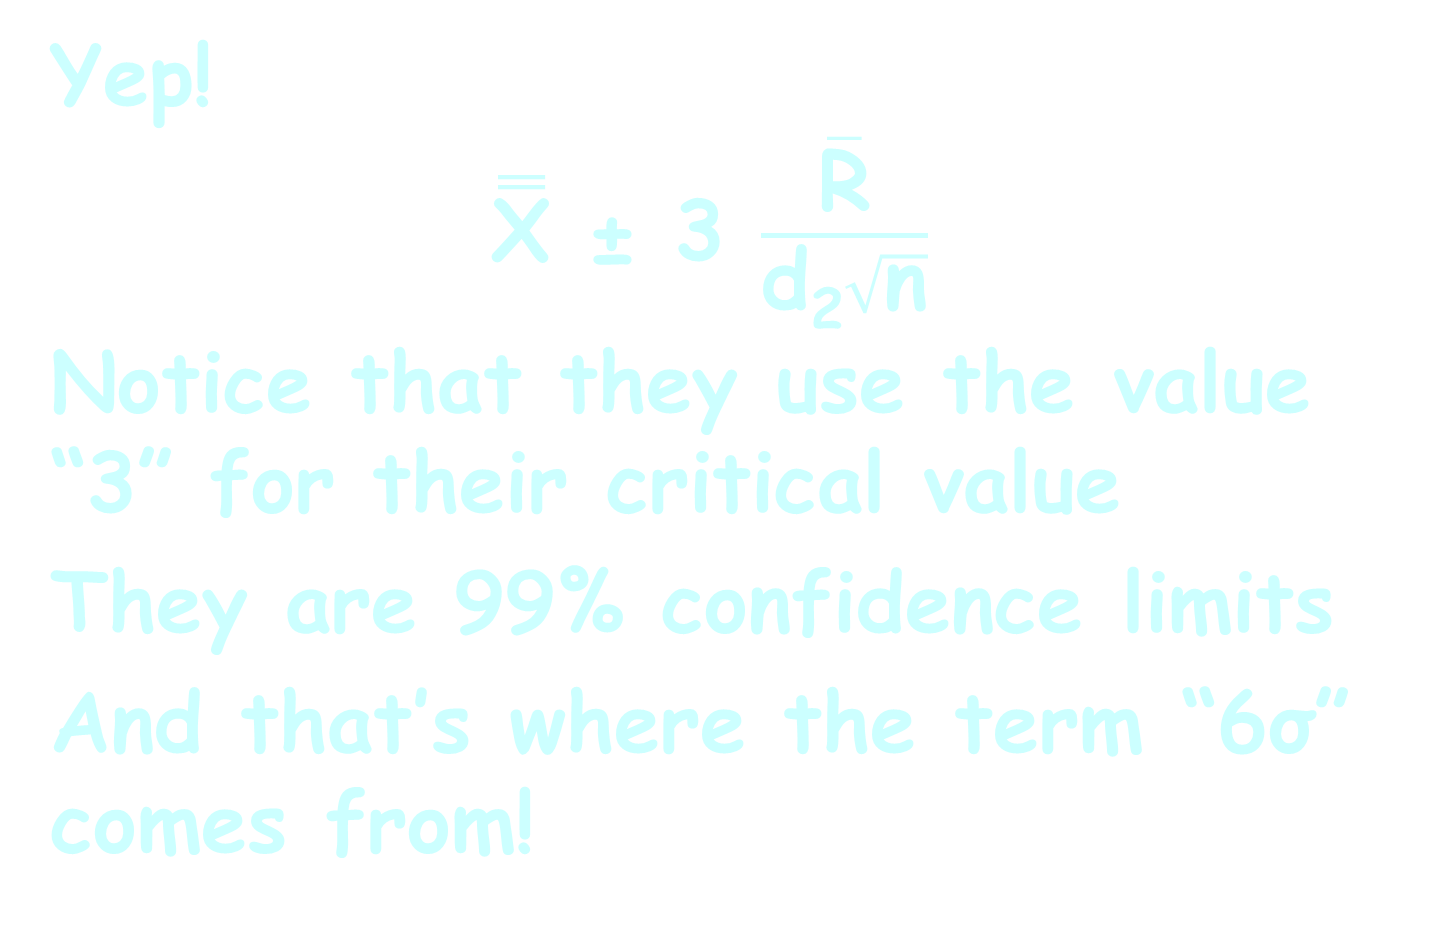 Yep!
X̿ ± 3 R̅ / d₂√n
Notice that they use the value
“3” for their critical value
They are 99% confidence limits
And that’s where the term “6σ”
comes from!